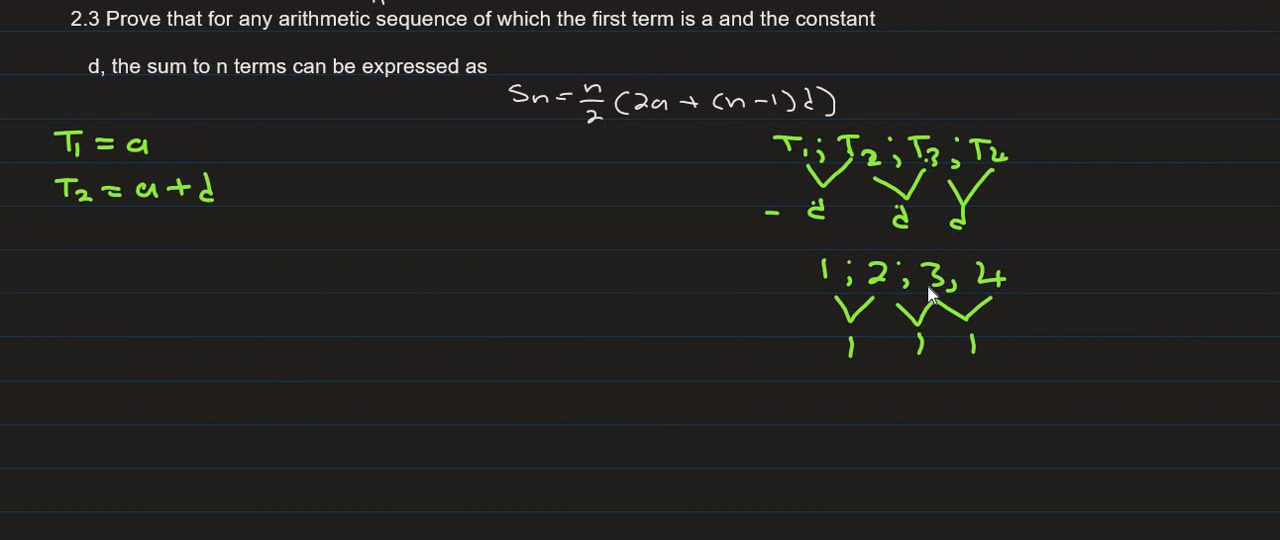 2.3 Prove that for any arithmetic sequence of which the first term is a and the constant
d, the sum to n terms can be expressed as
Sn = n/2 (2a + (n-1)d)
T1 = a
T2 = a + d
T1; T2; T3; T4
- d d d
1; 2; 3, 4
1 1 1